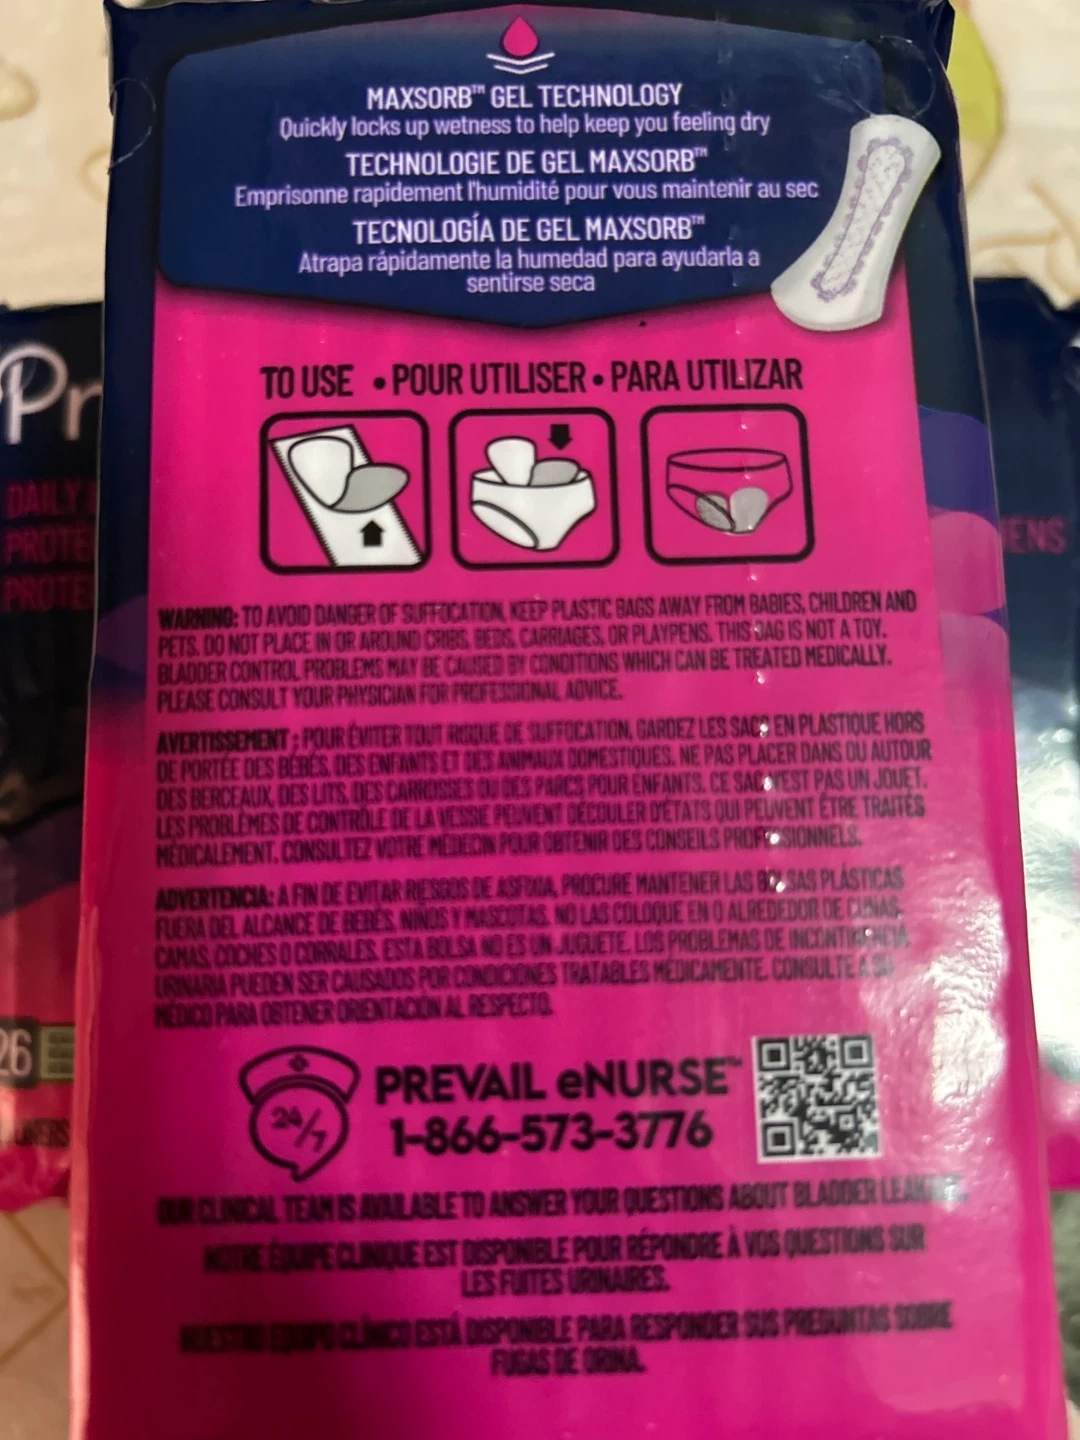 MAXSORB™ GEL TECHNOLOGY
Quickly locks up wetness to help keep you feeling dry
TECHNOLOGIE DE GEL MAXSORB™
Emprisonne rapidement l'humidité pour vous maintenir au sec
TECNOLOGÍA DE GEL MAXSORB™
Atrapa rápidamente la humedad para ayudarla a
sentirse seca
TO USE • POUR UTILISER • PARA UTILIZAR
WARNING: TO AVOID DANGER OF SUFFOCATION, KEEP PLASTIC BAGS AWAY FROM BABIES, CHILDREN AND
PETS. DO NOT PLACE IN OR AROUND CRIBS, BEDS, CARRIAGES, OR PLAYPENS. THIS BAG IS NOT A TOY.
BLADDER CONTROL PROBLEMS MAY BE CAUSED BY CONDITIONS WHICH CAN BE TREATED MEDICALLY.
PLEASE CONSULT YOUR PHYSICIAN FOR PROFESSIONAL ADVICE.
AVERTISSEMENT : POUR ÉVITER TOUT RISQUE DE SUFFOCATION, GARDEZ LES SACS EN PLASTIQUE HORS
DE PORTÉE DES BÉBÉS, DES ENFANTS ET DES ANIMAUX DOMESTIQUES. NE PAS PLACER DANS OU AUTOUR
DES BERCEAUX, DES LITS, DES CARROSSES OU DES PARCS POUR ENFANTS. CE SAC N'EST PAS UN JOUET.
LES PROBLÈMES DE CONTRÔLE DE LA VESSIE PEUVENT DÉCOULER D'ÉTATS QUI PEUVENT ÊTRE TRAITÉS
MÉDICALEMENT. CONSULTEZ VOTRE MÉDECIN POUR OBTENIR DES CONSEILS PROFESSIONNELS.
ADVERTENCIA: A FIN DE EVITAR RIESGOS DE ASFIXIA, PROCURE MANTENER LAS BOLSAS PLÁSTICAS
FUERA DEL ALCANCE DE BEBÉS, NIÑOS Y MASCOTAS. NO LAS COLOQUE EN O ALREDEDOR DE CUNAS,
CAMAS, COCHES O CORRALES. ESTA BOLSA NO ES UN JUGUETE. LOS PROBLEMAS DE INCONTINENCIA
URINARIA PUEDEN SER CAUSADOS POR CONDICIONES TRATABLES MÉDICAMENTE. CONSULTE A SU
MÉDICO PARA OBTENER ORIENTACIÓN AL RESPECTO.
24/7
PREVAIL eNURSE™
1-866-573-3776
OUR CLINICAL TEAM IS AVAILABLE TO ANSWER YOUR QUESTIONS ABOUT BLADDER
NOTRE ÉQUIPE CLINIQUE EST DISPONIBLE POUR RÉPONDRE À VOS QUESTIONS SUR
LES FUITES URINAIRES.
NUESTRO EQUIPO CLÍNICO ESTÁ DISPONIBLE PARA RESPONDER SUS PREGUNTAS SOBRE
FUGAS DE ORINA.
Pr
DAILY
PROTE
PROTE
26